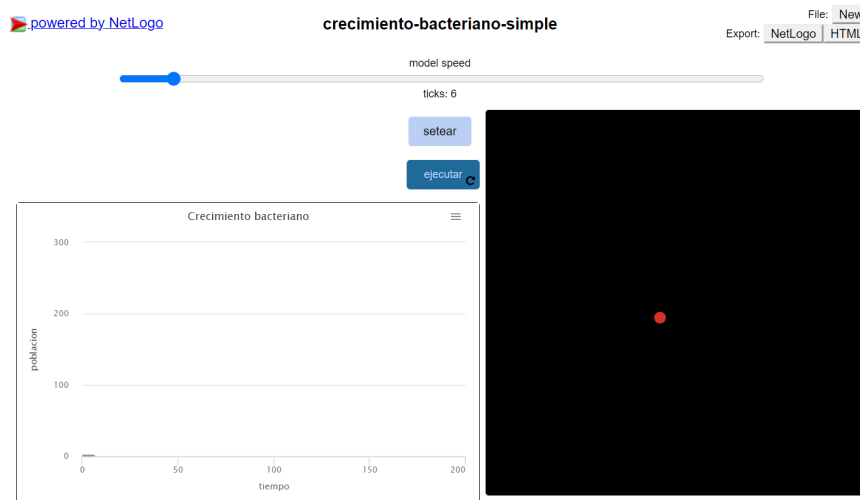 powered by NetLogo
crecimiento-bacteriano-simple
File: New
Export: NetLogo HTML
model speed
ticks: 6
setear
ejecutar
Crecimiento bacteriano
300
200
100
0
poblacion
0 50 100 150 200
tiempo